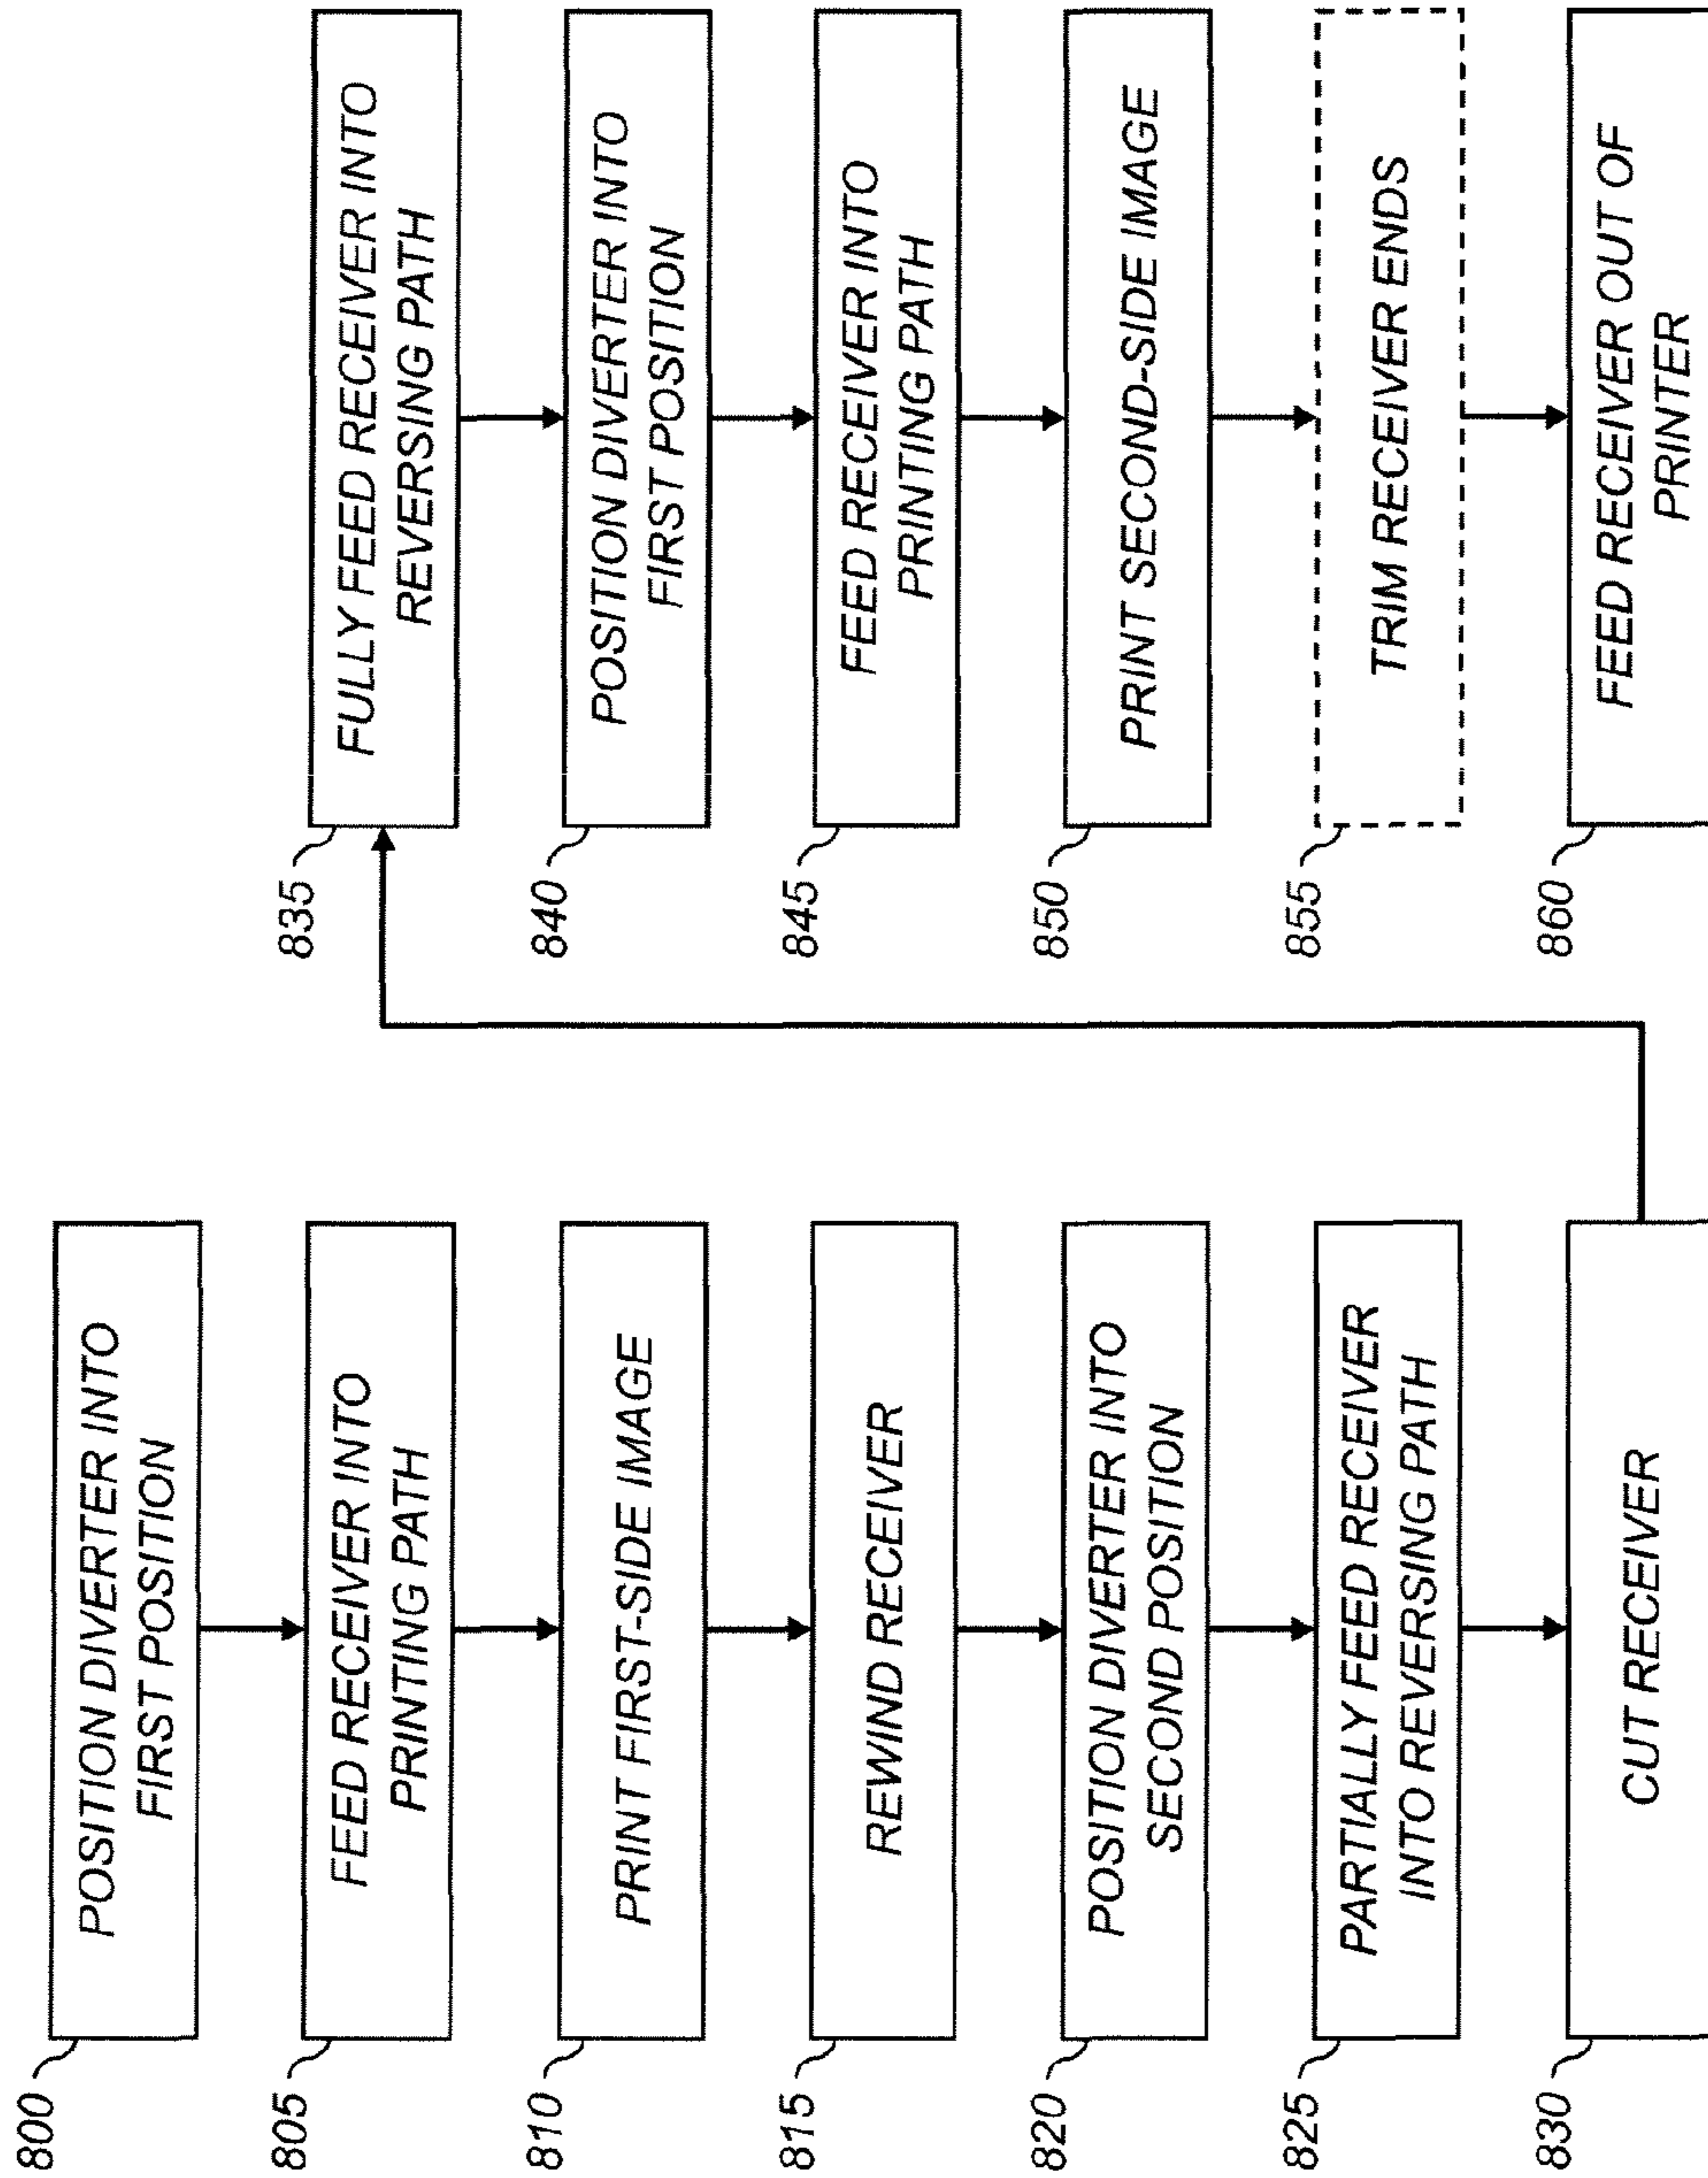 800
POSITION DIVERTER INTO
FIRST POSITION
805
FEED RECEIVER INTO
PRINTING PATH
810
PRINT FIRST-SIDE IMAGE
815
REWIND RECEIVER
820
POSITION DIVERTER INTO
SECOND POSITION
825
PARTIALLY FEED RECEIVER
INTO REVERSING PATH
830
CUT RECEIVER
835
FULLY FEED RECEIVER INTO
REVERSING PATH
840
POSITION DIVERTER INTO
FIRST POSITION
845
FEED RECEIVER INTO
PRINTING PATH
850
PRINT SECOND-SIDE IMAGE
855
TRIM RECEIVER ENDS
860
FEED RECEIVER OUT OF
PRINTER